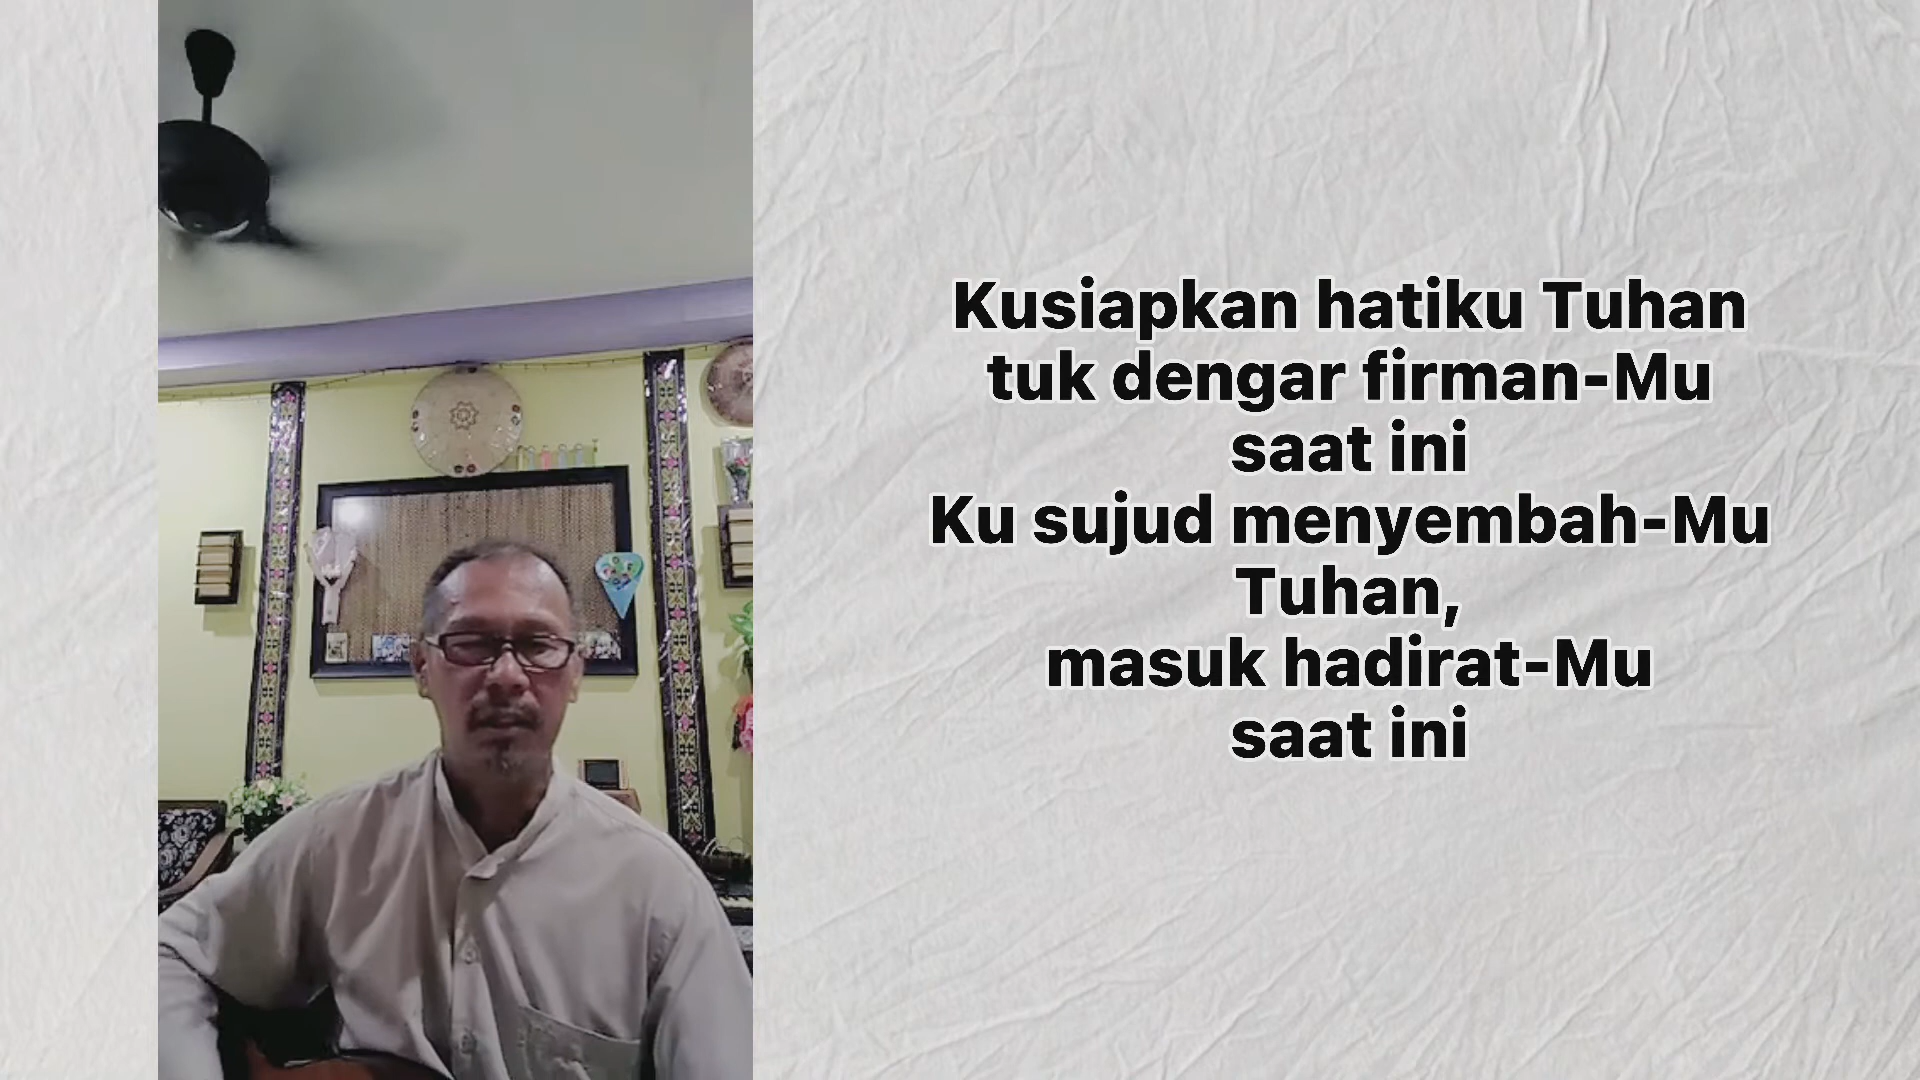 Kusiapkan hatiku Tuhan
tuk dengar firman-Mu
saat ini
Ku sujud menyembah-Mu
Tuhan,
masuk hadirat-Mu
saat ini